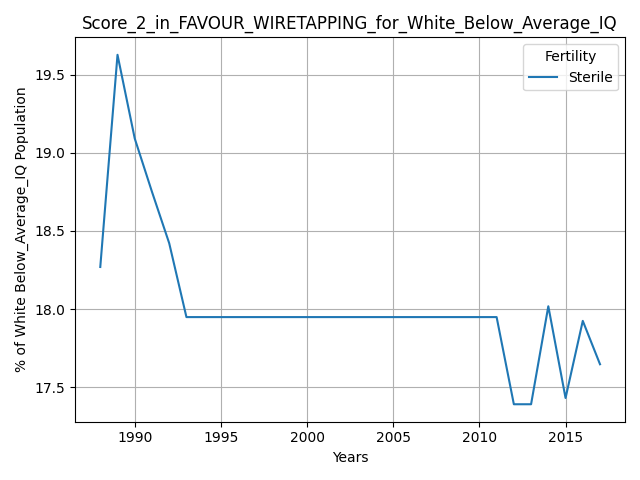 Score_2_in_FAVOUR_WIRETAPPING_for_White_Below_Average_IQ
Fertility
Sterile
% of White Below_Average_IQ Population
19.5
19.0
18.5
18.0
17.5
1990 1995 2000 2005 2010 2015
Years